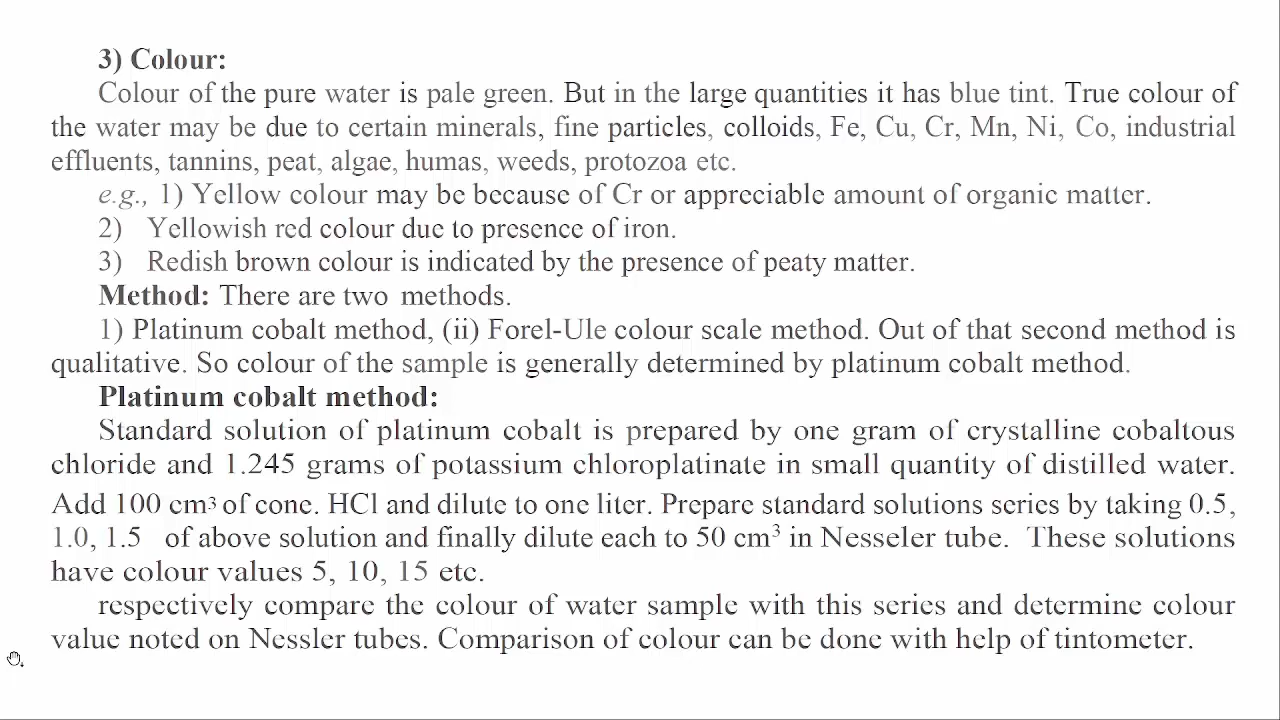 3) Colour:
Colour of the pure water is pale green. But in the large quantities it has blue tint. True colour of
the water may be due to certain minerals, fine particles, colloids, Fe, Cu, Cr, Mn, Ni, Co, industrial
effluents, tannins, peat, algae, humas, weeds, protozoa etc.
e.g., 1) Yellow colour may be because of Cr or appreciable amount of organic matter.
2) Yellowish red colour due to presence of iron.
3) Redish brown colour is indicated by the presence of peaty matter.
Method: There are two methods.
1) Platinum cobalt method, (ii) Forel-Ule colour scale method. Out of that second method is
qualitative. So colour of the sample is generally determined by platinum cobalt method.
Platinum cobalt method:
Standard solution of platinum cobalt is prepared by one gram of crystalline cobaltous
chloride and 1.245 grams of potassium chloroplatinate in small quantity of distilled water.
Add 100 cm³ of conc. HCl and dilute to one liter. Prepare standard solutions series by taking 0.5,
1.0, 1.5 of above solution and finally dilute each to 50 cm³ in Nesseler tube. These solutions
have colour values 5, 10, 15 etc.
respectively compare the colour of water sample with this series and determine colour
value noted on Nessler tubes. Comparison of colour can be done with help of tintometer.